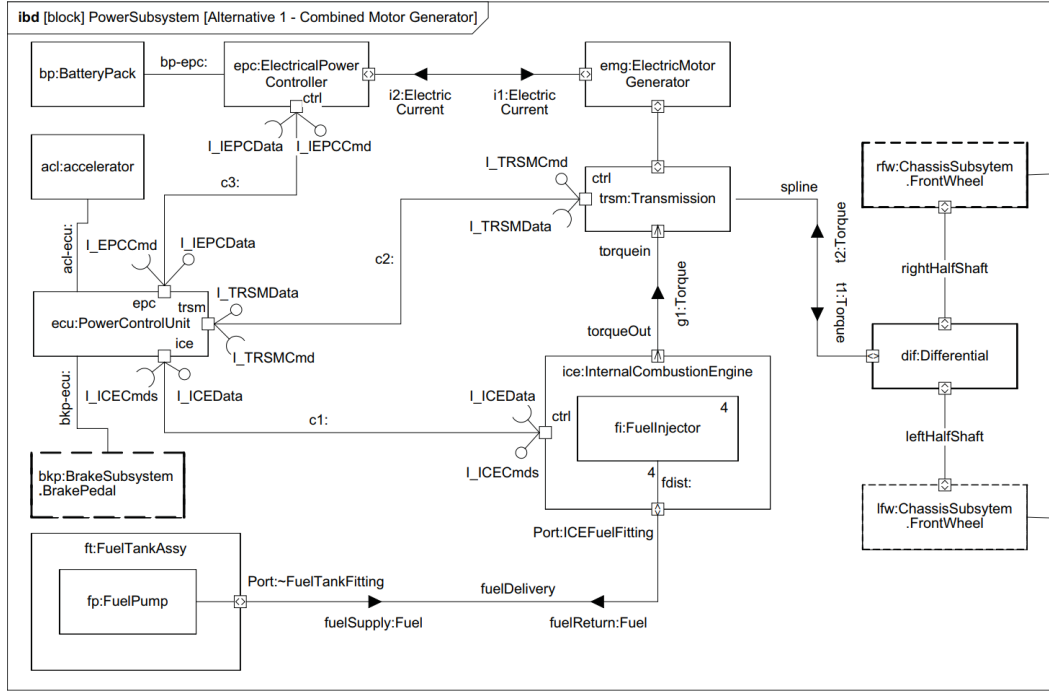 ibd [block] PowerSubsystem [Alternative 1 - Combined Motor Generator]
bp:BatteryPack
bp-epc:
epc:ElectricalPower
Controller
ctrl
i2:Electric
Current
i1:Electric
Current
emg:ElectricMotor
Generator
I_IEPCData
I_IEPCCmd
acl:accelerator
c3:
I_TRSMCmd
ctrl
trsm:Transmission
I_TRSMData
spline
rfw:ChassisSubsytem
.FrontWheel
acl-ecu:
I_EPCCmd
I_IEPCData
c2:
torquein
t2:Torque
rightHalfShaft
epc
trsm
I_TRSMData
ecu:PowerControlUnit
ice
I_TRSMCmd
g1:Torque
torqueOut
t1:Torque
dif:Differential
bkp-ecu:
I_ICECmds
I_ICEData
c1:
I_ICEData
ctrl
I_ICECmds
ice:InternalCombustionEngine
4
fi:FuelInjector
4
fdist:
leftHalfShaft
bkp:BrakeSubsystem
.BrakePedal
lfw:ChassisSubsytem
.FrontWheel
Port:ICEFuelFitting
ft:FuelTankAssy
Port:~FuelTankFitting
fp:FuelPump
fuelDelivery
fuelSupply:Fuel
fuelReturn:Fuel